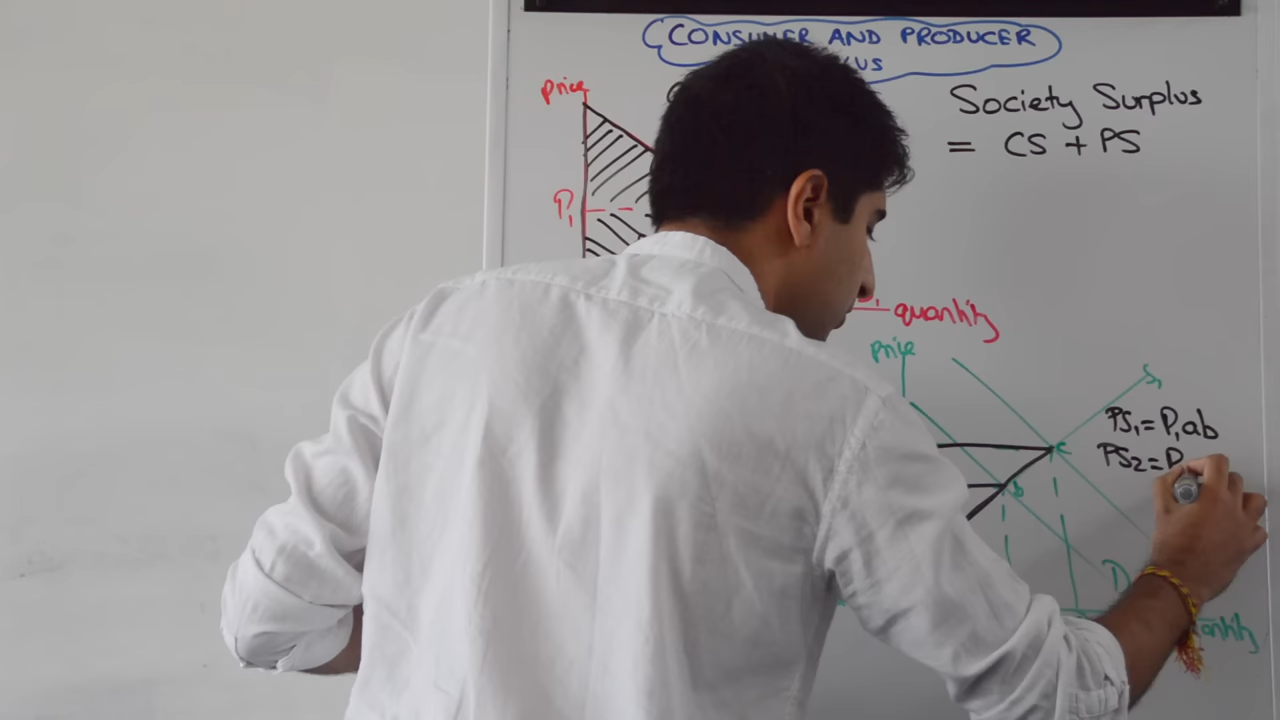 CONSUMER AND PRODUCER
price
Society Surplus
= CS + PS
P1
quantity
price
S1
PS1 = P1ab
PS2 = P
c
b
D